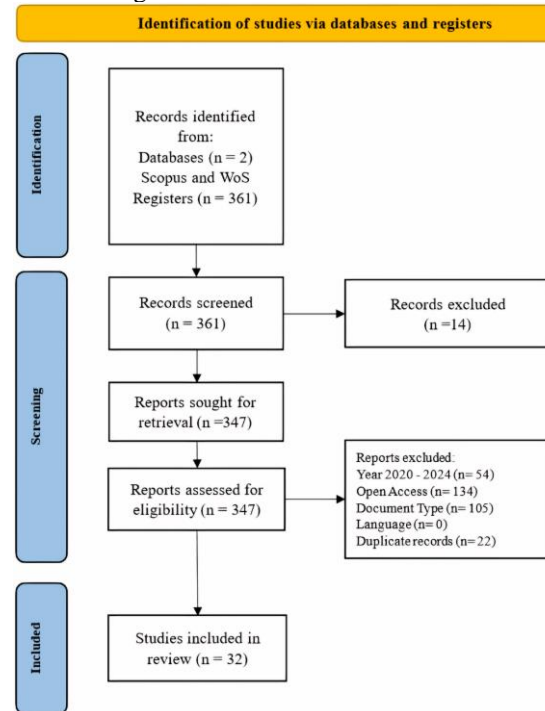 Identification of studies via databases and registers
Identification
Records identified
from:
Databases (n = 2)
Scopus and WoS
Registers (n = 361)
Screening
Records screened
(n = 361)
Records excluded
(n =14)
Reports sought for
retrieval (n =347)
Reports assessed for
eligibility (n = 347)
Reports excluded:
Year 2020 - 2024 (n= 54)
Open Access (n= 134)
Document Type (n= 105)
Language (n= 0)
Duplicate records (n= 22)
Included
Studies included in
review (n = 32)